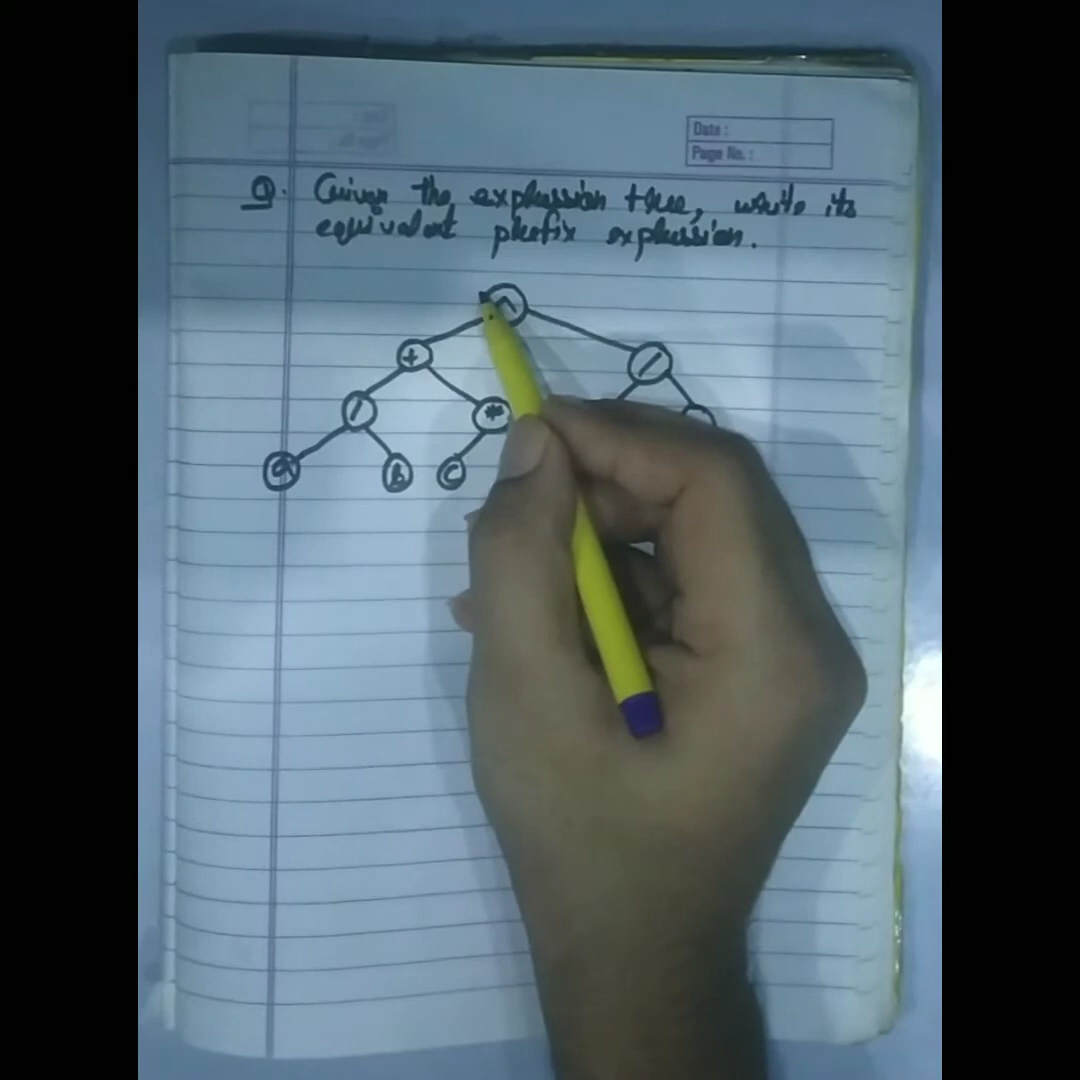 Date :
Page No. :
Q. Given the expression tree, write its
equivalent prefix expression.
^
+ /
/ *
a b c